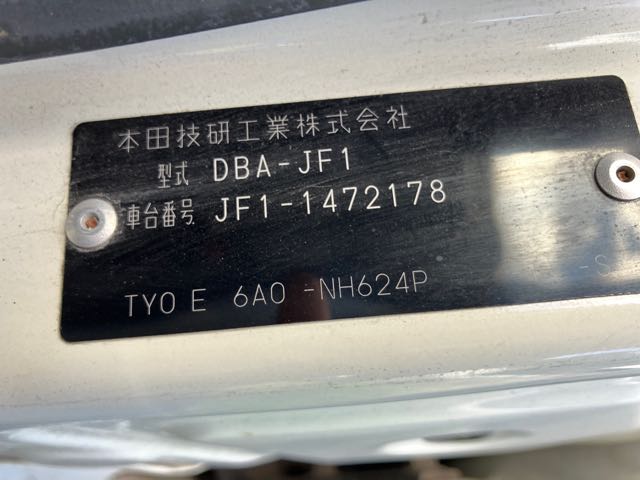 本田技研工業株式会社
型式 DBA-JF1
車台番号 JF1-1472178
TY0 E 6A0 -NH624P -S